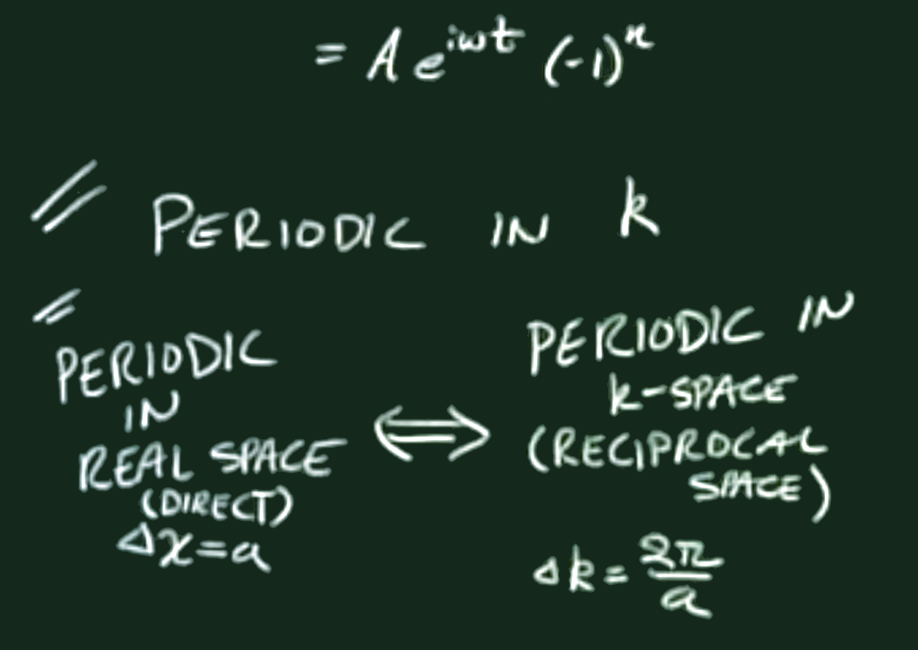 = A e^{iωt} (-1)^n
PERIODIC IN k
PERIODIC
IN
REAL SPACE
(DIRECT)
Δx=a
⟺
PERIODIC IN
k-SPACE
(RECIPROCAL
SPACE)
Δk = 2π/a